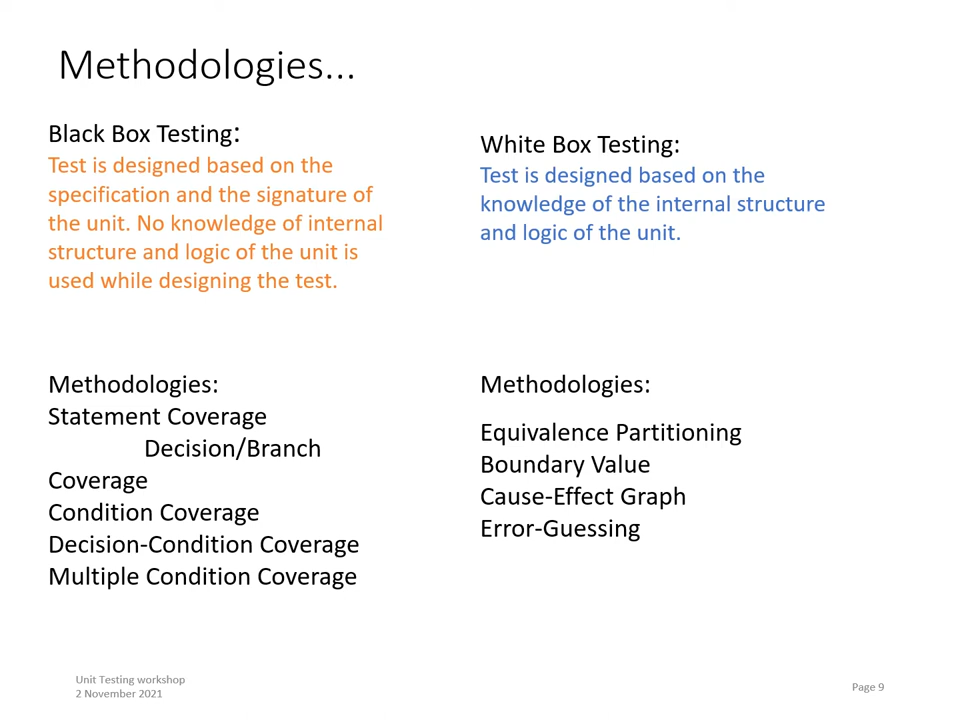 Methodologies...
Black Box Testing:
Test is designed based on the
specification and the signature of
the unit. No knowledge of internal
structure and logic of the unit is
used while designing the test.
White Box Testing:
Test is designed based on the
knowledge of the internal structure
and logic of the unit.
Methodologies:
Statement Coverage
Decision/Branch
Coverage
Condition Coverage
Decision-Condition Coverage
Multiple Condition Coverage
Methodologies:
Equivalence Partitioning
Boundary Value
Cause-Effect Graph
Error-Guessing
Unit Testing workshop
2 November 2021
Page 9